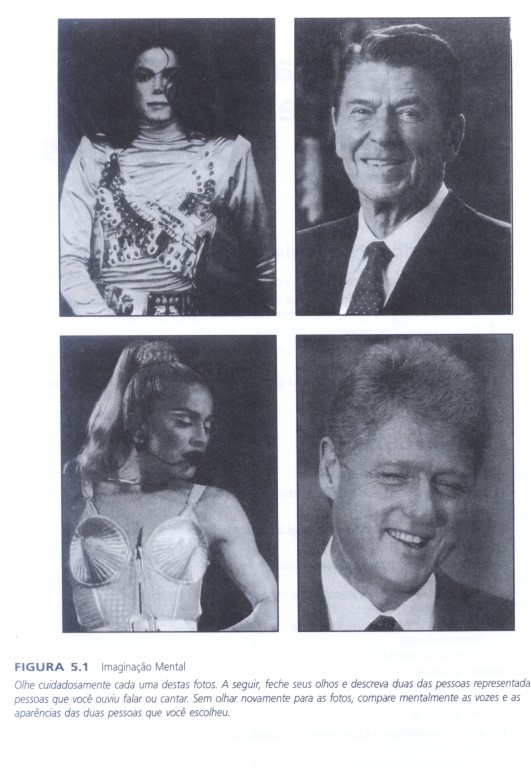 FIGURA 5.1 Imaginação Mental
Olhe cuidadosamente cada uma destas fotos. A seguir, feche seus olhos e descreva duas das pessoas representada
pessoas que você ouviu falar ou cantar. Sem olhar novamente para as fotos, compare mentalmente as vozes e as
aparências das duas pessoas que você escolheu.